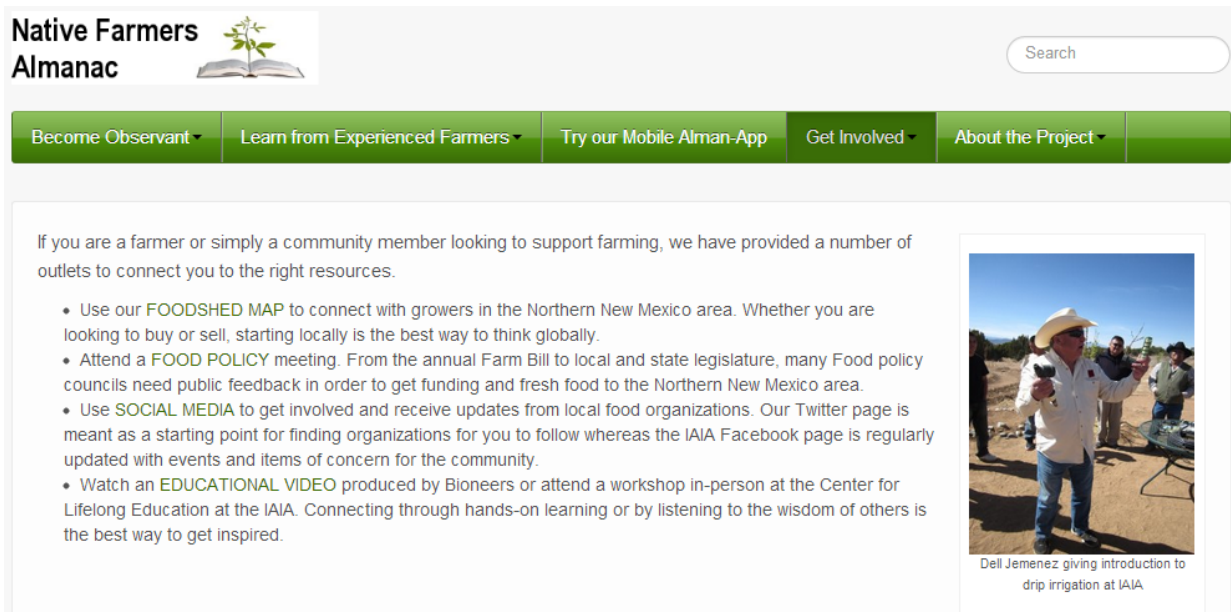 Native Farmers
Almanac
Search
Become Observant
Learn from Experienced Farmers
Try our Mobile Alman-App
Get Involved
About the Project
If you are a farmer or simply a community member looking to support farming, we have provided a number of
outlets to connect you to the right resources.
• Use our FOODSHED MAP to connect with growers in the Northern New Mexico area. Whether you are
looking to buy or sell, starting locally is the best way to think globally.
• Attend a FOOD POLICY meeting. From the annual Farm Bill to local and state legislature, many Food policy
councils need public feedback in order to get funding and fresh food to the Northern New Mexico area.
• Use SOCIAL MEDIA to get involved and receive updates from local food organizations. Our Twitter page is
meant as a starting point for finding organizations for you to follow whereas the IAIA Facebook page is regularly
updated with events and items of concern for the community.
• Watch an EDUCATIONAL VIDEO produced by Bioneers or attend a workshop in-person at the Center for
Lifelong Education at the IAIA. Connecting through hands-on learning or by listening to the wisdom of others is
the best way to get inspired.
Dell Jemenez giving introduction to
drip irrigation at IAIA